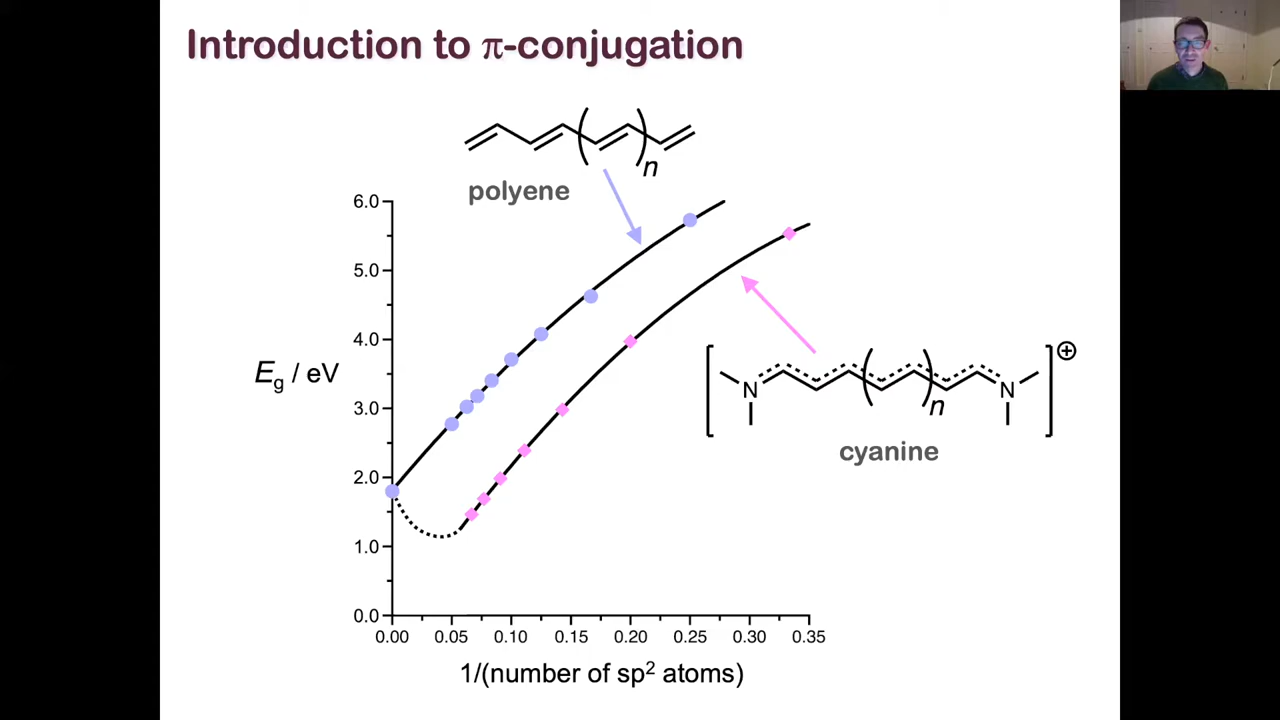 Introduction to π-conjugation
n
polyene
6.0
5.0
4.0
3.0
2.0
1.0
0.0
E_g / eV
0.00 0.05 0.10 0.15 0.20 0.25 0.30 0.35
1/(number of sp² atoms)
N N
n
+
cyanine